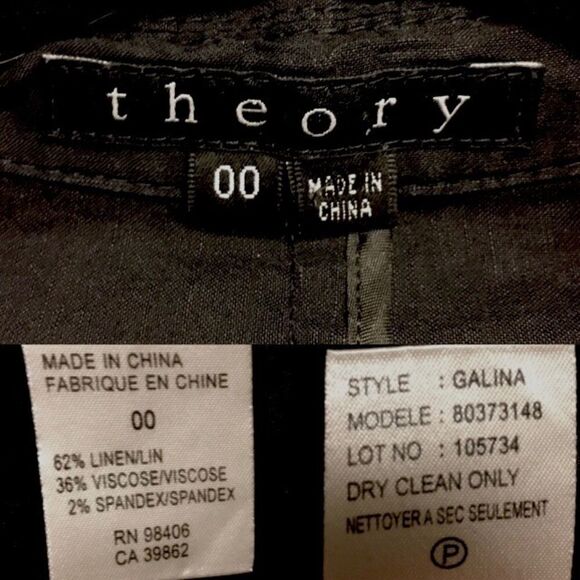 theory
00
MADE IN
CHINA
MADE IN CHINA
FABRIQUE EN CHINE
00
62% LINEN/LIN
36% VISCOSE/VISCOSE
2% SPANDEX/SPANDEX
RN 98406
CA 39862
STYLE : GALINA
MODELE : 80373148
LOT NO : 105734
DRY CLEAN ONLY
NETTOYER A SEC SEULEMENT
P